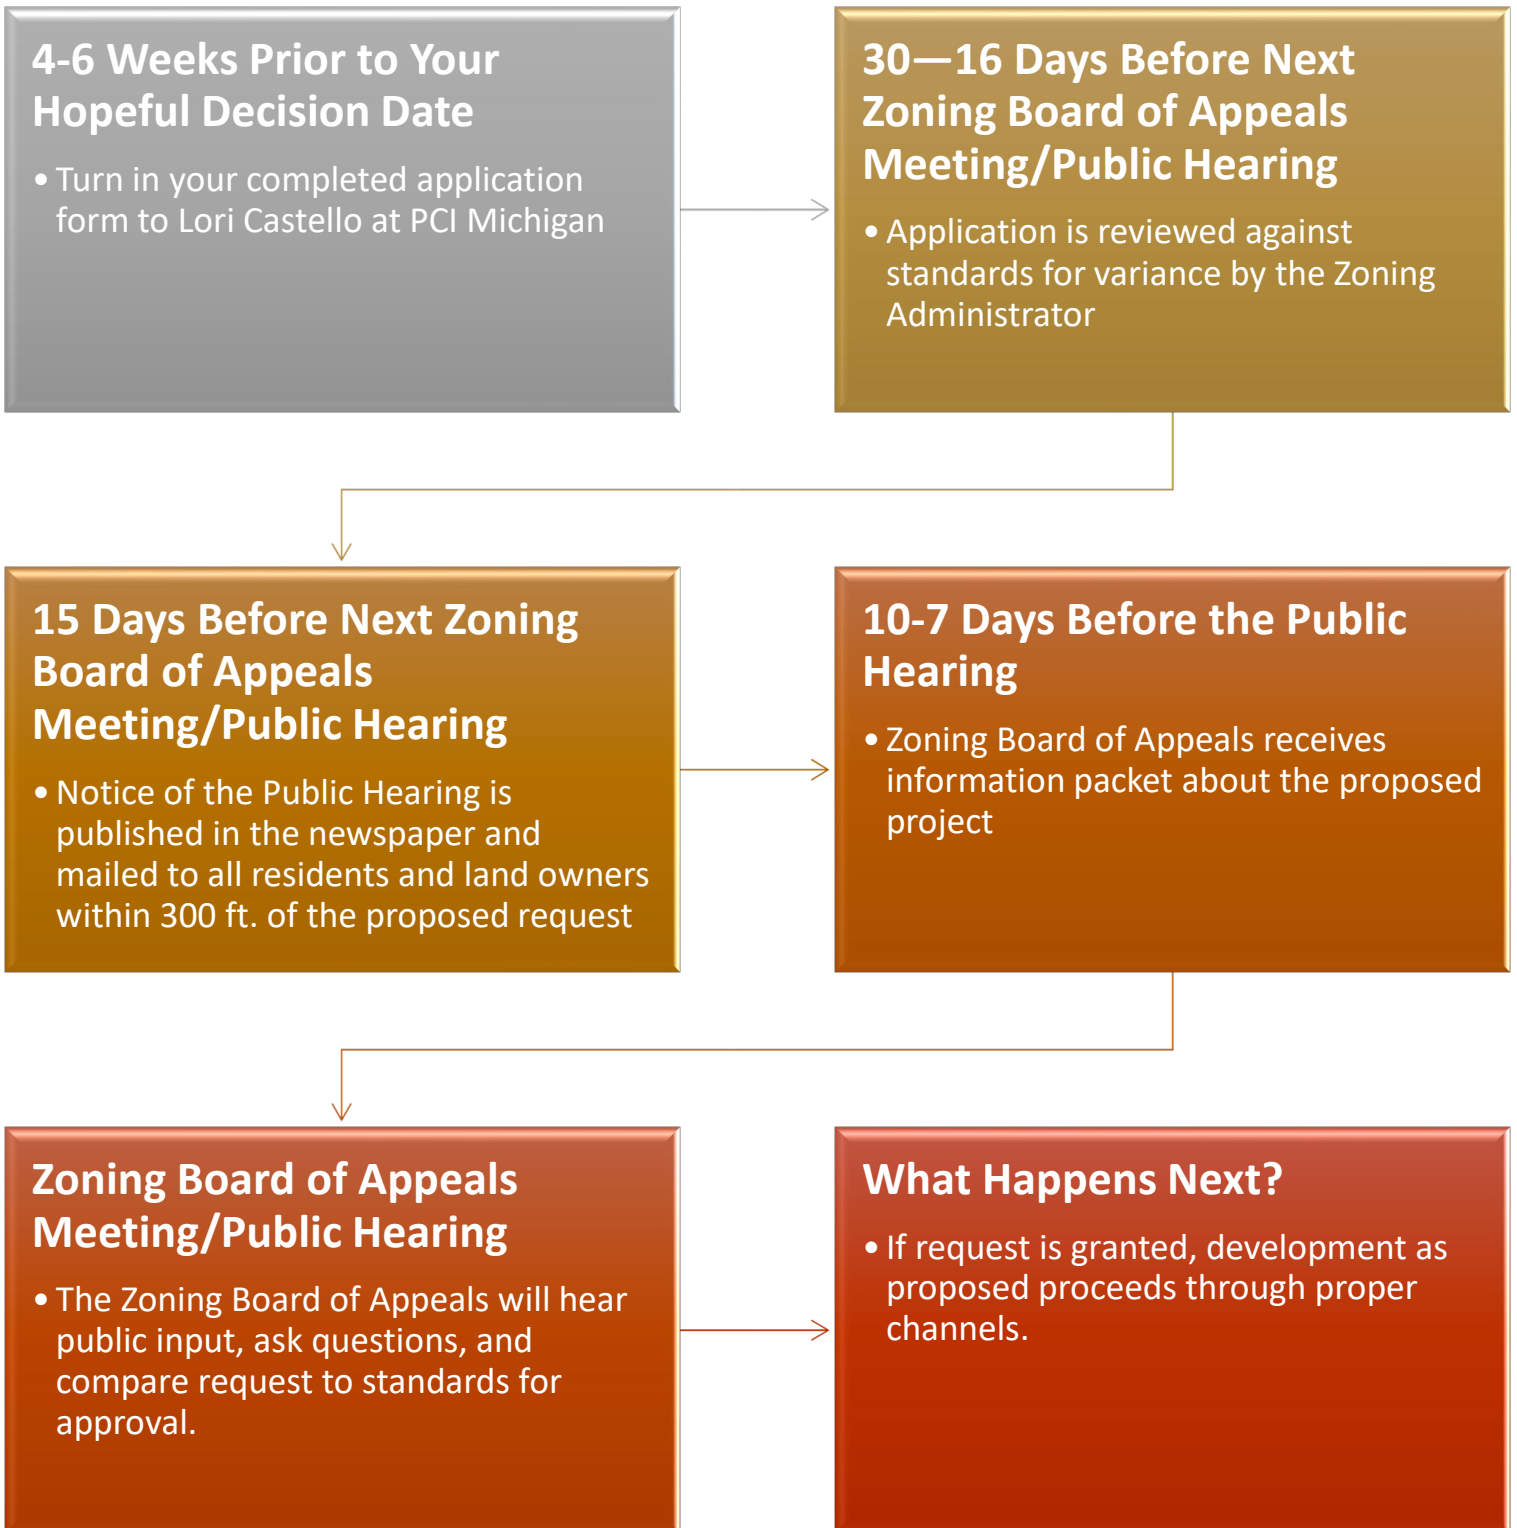 4-6 Weeks Prior to Your
Hopeful Decision Date
• Turn in your completed application
form to Lori Castello at PCI Michigan
30—16 Days Before Next
Zoning Board of Appeals
Meeting/Public Hearing
• Application is reviewed against
standards for variance by the Zoning
Administrator
15 Days Before Next Zoning
Board of Appeals
Meeting/Public Hearing
• Notice of the Public Hearing is
published in the newspaper and
mailed to all residents and land owners
within 300 ft. of the proposed request
10-7 Days Before the Public
Hearing
• Zoning Board of Appeals receives
information packet about the proposed
project
Zoning Board of Appeals
Meeting/Public Hearing
• The Zoning Board of Appeals will hear
public input, ask questions, and
compare request to standards for
approval.
What Happens Next?
• If request is granted, development as
proposed proceeds through proper
channels.